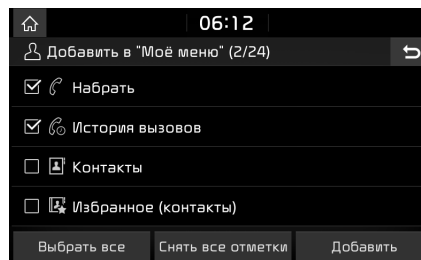 06:12
Добавить в "Моё меню" (2/24)
Набрать
История вызовов
Контакты
Избранное (контакты)
Выбрать все Снять все отметки Добавить